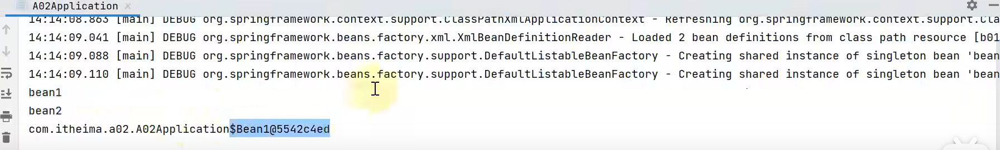 A02Application
14:14:08.863 [main] DEBUG org.springframework.context.support.ClassPathXmlApplicationContext - Refreshing org.springframework.context.support.Cla
14:14:09.041 [main] DEBUG org.springframework.beans.factory.xml.XmlBeanDefinitionReader - Loaded 2 bean definitions from class path resource [b01
14:14:09.088 [main] DEBUG org.springframework.beans.factory.support.DefaultListableBeanFactory - Creating shared instance of singleton bean 'bean
14:14:09.110 [main] DEBUG org.springframework.beans.factory.support.DefaultListableBeanFactory - Creating shared instance of singleton bean 'bean
bean1
bean2
com.itheima.a02.A02Application$Bean1@5542c4ed